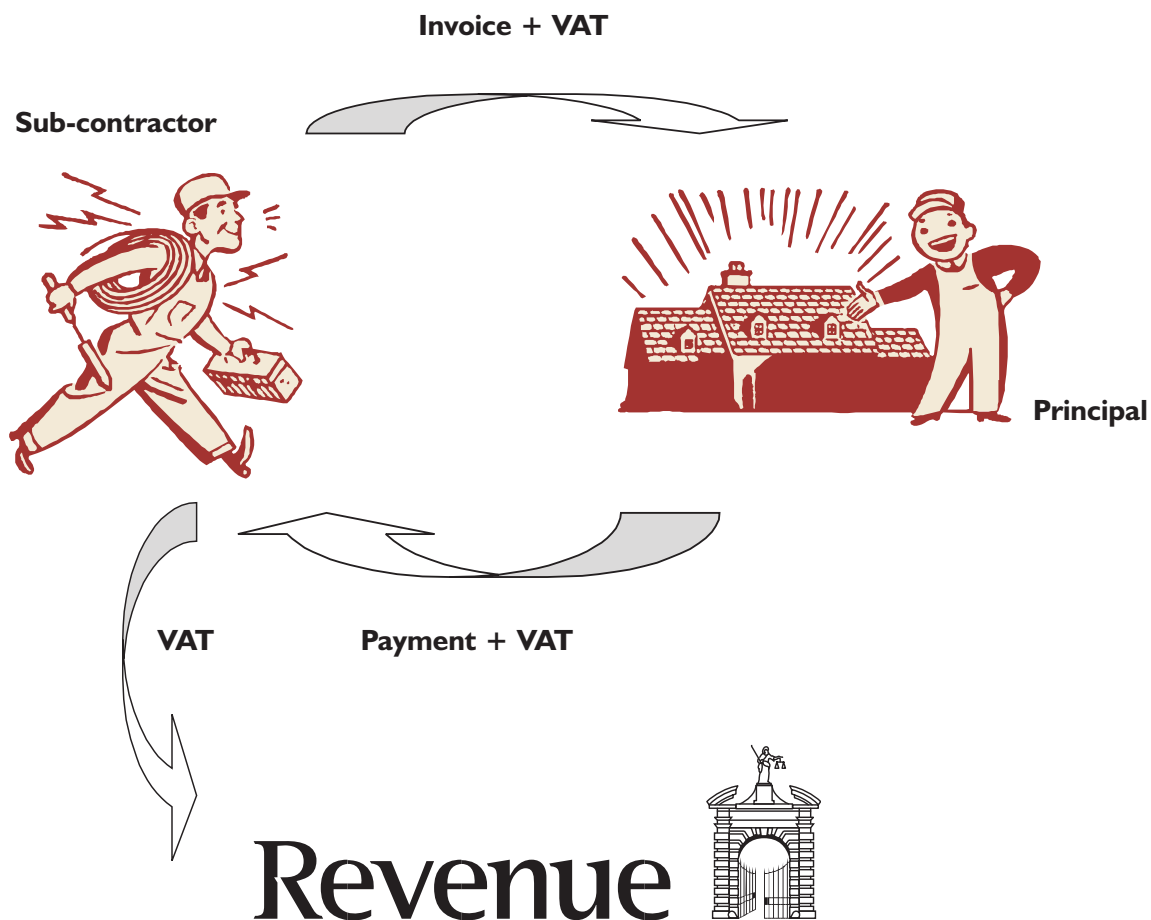 Invoice + VAT
Sub-contractor
Principal
VAT
Payment + VAT
Revenue